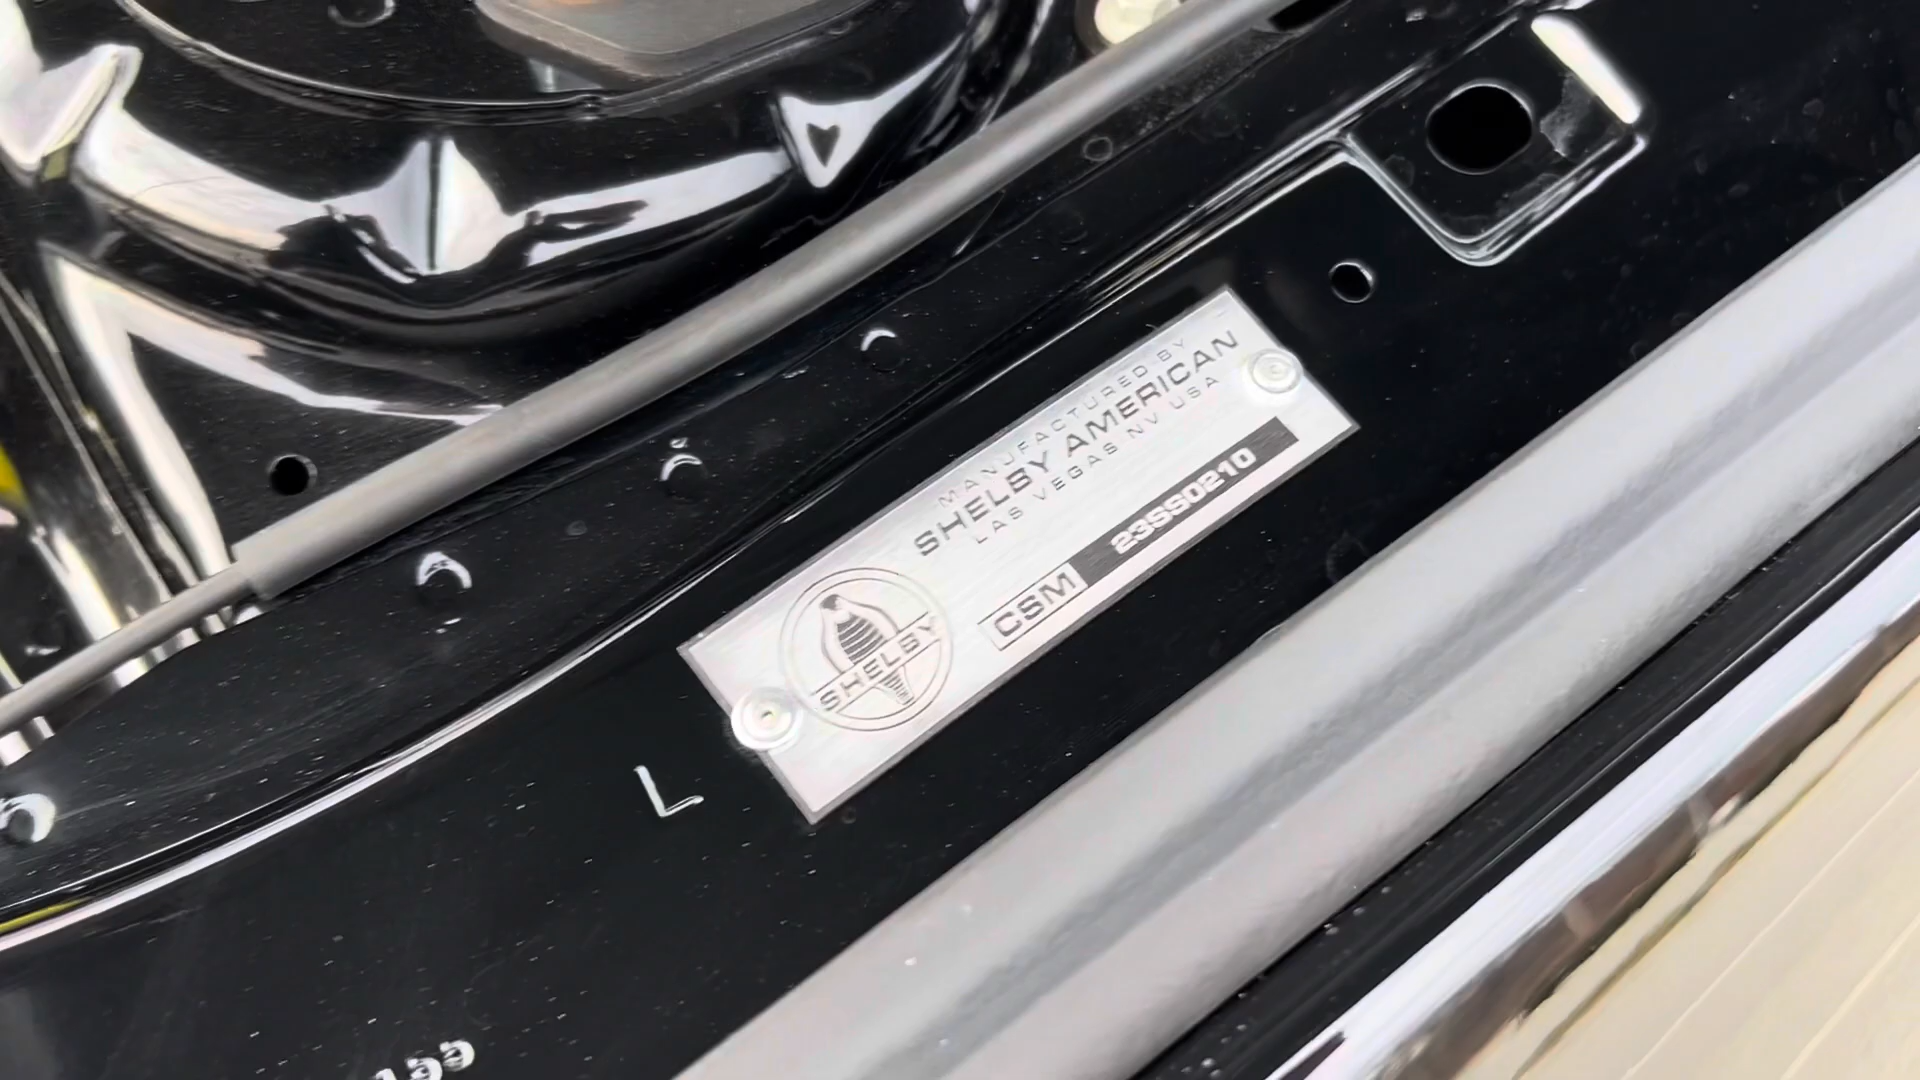 MANUFACTURED BY
SHELBY AMERICAN
LAS VEGAS NV USA
CSM 23SS0210
SHELBY
L